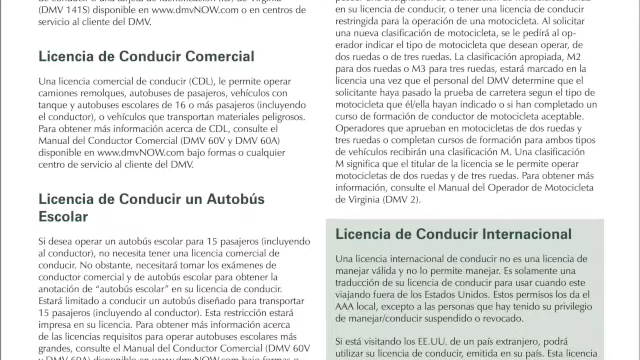 (DMV 141S) disponible en www.dmvNOW.com o en centros de
servicio al cliente del DMV.
Licencia de Conducir Comercial
Una licencia comercial de conducir (CDL), le permite operar
camiones remolques, autobuses de pasajeros, vehículos con
tanque y autobuses escolares de 16 o más pasajeros (incluyendo
el conductor), o vehículos que transportan materiales peligrosos.
Para obtener más información acerca de CDL, consulte el
Manual del Conductor Comercial (DMV 60V y DMV 60A)
disponible en www.dmvNOW.com bajo formas o cualquier
centro de servicio al cliente del DMV.
Licencia de Conducir un Autobús
Escolar
Si desea operar un autobús escolar para 15 pasajeros (incluyendo
al conductor), no necesita tener una licencia comercial de
conducir. No obstante, necesitará tomar los exámenes de
conductor comercial y de autobús escolar para obtener la
anotación de “autobús escolar” en su licencia de conducir.
Estará limitado a conducir un autobús diseñado para transportar
15 pasajeros (incluyendo al conductor). Esta restricción estará
impresa en su licencia. Para obtener más información acerca
de las licencias requisitos para operar autobuses escolares más
grandes, consulte el Manual del Conductor Comercial (DMV 60V
y DMV 60A) disponible en www.dmvNOW.com bajo formas o
en su licencia de conducir, o tener una licencia de conducir
restringida para la operación de una motocicleta. Al solicitar
una nueva clasificación de motocicleta, se le pedirá al op-
erador indicar el tipo de motocicleta que desean operar, de
dos ruedas o de tres ruedas. La clasificación apropiada, M2
para dos ruedas o M3 para tres ruedas, estará marcado en la
licencia una vez que el personal del DMV determine que el
solicitante haya pasado la prueba de carretera segun el tipo de
motocicleta que él/ella hayan indicado o si han completado un
curso de formación de conductor de motocicleta aceptable.
Operadores que aprueban en motocicletas de dos ruedas y
tres ruedas o completan cursos de formación para ambos tipos
de vehículos recibirán una clasificación M. Una clasificación
M significa que el titular de la licencia se le permite operar
motocicletas de dos ruedas y de tres ruedas. Para obtener más
información, consulte el Manual del Operador de Motocicleta
de Virginia (DMV 2).
Licencia de Conducir Internacional
Una licencia internacional de conducir no es una licencia de
manejar válida y no lo permite manejar. Es solamente una
traducción de su licencia de conducir para usar cuando este
viajando fuera de los Estados Unidos. Estos permisos los da el
AAA local, excepto a las personas que hay tenido su privilegio
de manejar/conducir suspendido o revocado.
Si está visitando los EE.UU. de un país extranjero, podrá
utilizar su licencia de conducir, emitida en su país. Esta licencia